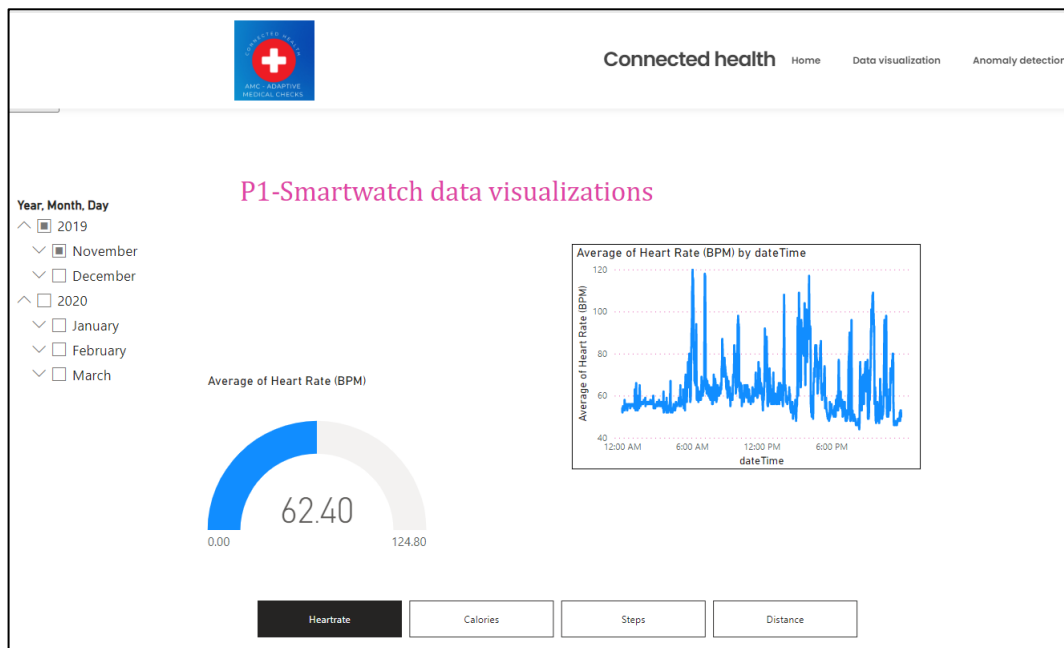 CONNECTED HEALTH
AMC - ADAPTIVE
MEDICAL CHECKS
Connected health Home Data visualization Anomaly detection
P1-Smartwatch data visualizations
Year, Month, Day
2019
November
December
2020
January
February
March
Average of Heart Rate (BPM) by dateTime
Average of Heart Rate (BPM)
120
100
80
60
40
12:00 AM 6:00 AM 12:00 PM 6:00 PM
dateTime
Average of Heart Rate (BPM)
62.40
0.00 124.80
Heartrate Calories Steps Distance